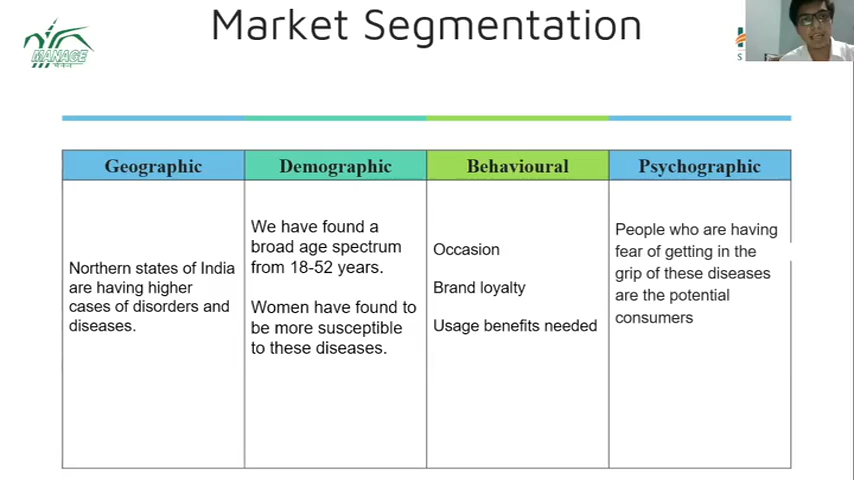 Market Segmentation
MANAGE
Geographic
Demographic
Behavioural
Psychographic
Northern states of India
are having higher
cases of disorders and
diseases.
We have found a
broad age spectrum
from 18-52 years.
Women have found to
be more susceptible
to these diseases.
Occasion
Brand loyalty
Usage benefits needed
People who are having
fear of getting in the
grip of these diseases
are the potential
consumers